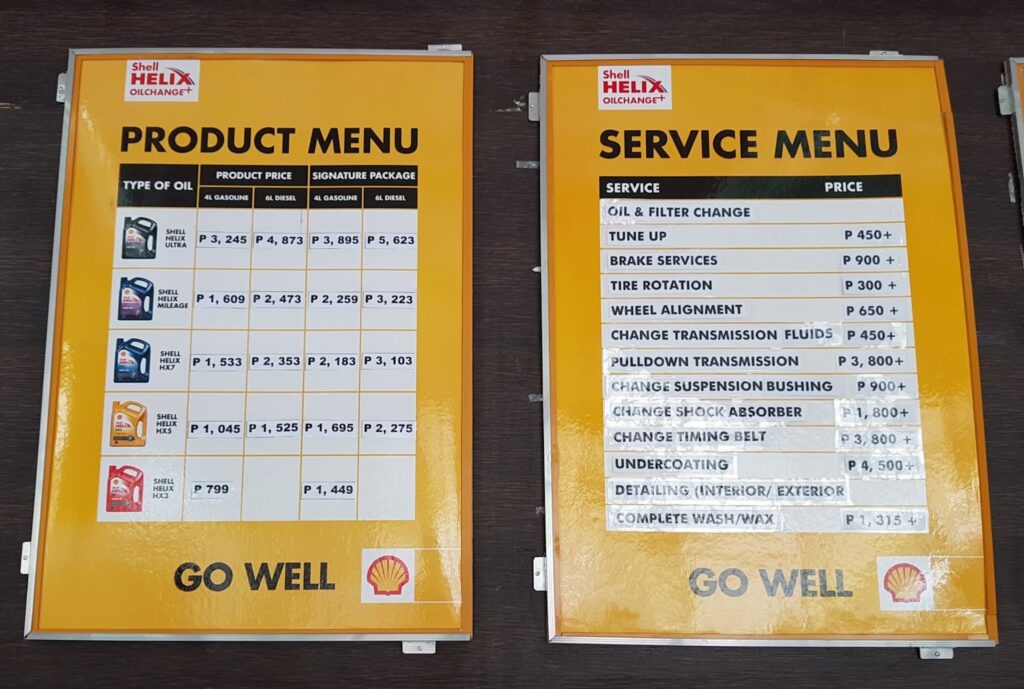 Shell
HELIX
OILCHANGE+
PRODUCT MENU
TYPE OF OIL PRODUCT PRICE SIGNATURE PACKAGE
4L GASOLINE 6L DIESEL 4L GASOLINE 6L DIESEL
SHELL
HELIX
ULTRA
P 3, 245 P 4, 873 P 3, 895 P 5, 623
SHELL
HELIX
MILEAGE
P 1, 609 P 2, 473 P 2, 259 P 3, 223
SHELL
HELIX
HX7
P 1, 533 P 2, 353 P 2, 183 P 3, 103
SHELL
HELIX
HX5
P 1, 045 P 1, 525 P 1, 695 P 2, 275
SHELL
HELIX
HX3
P 799 P 1, 449
GO WELL
Shell
HELIX
OILCHANGE+
SERVICE MENU
SERVICE PRICE
OIL & FILTER CHANGE
TUNE UP P 450+
BRAKE SERVICES P 900 +
TIRE ROTATION P 300 +
WHEEL ALIGNMENT P 650 +
CHANGE TRANSMISSION FLUIDS P 450+
PULLDOWN TRANSMISSION P 3, 800+
CHANGE SUSPENSION BUSHING P 900+
CHANGE SHOCK ABSORBER P 1, 800+
CHANGE TIMING BELT P 3, 800 +
UNDERCOATING P 4, 500+
DETAILING (INTERIOR/ EXTERIOR
COMPLETE WASH/WAX P 1, 315 +
GO WELL